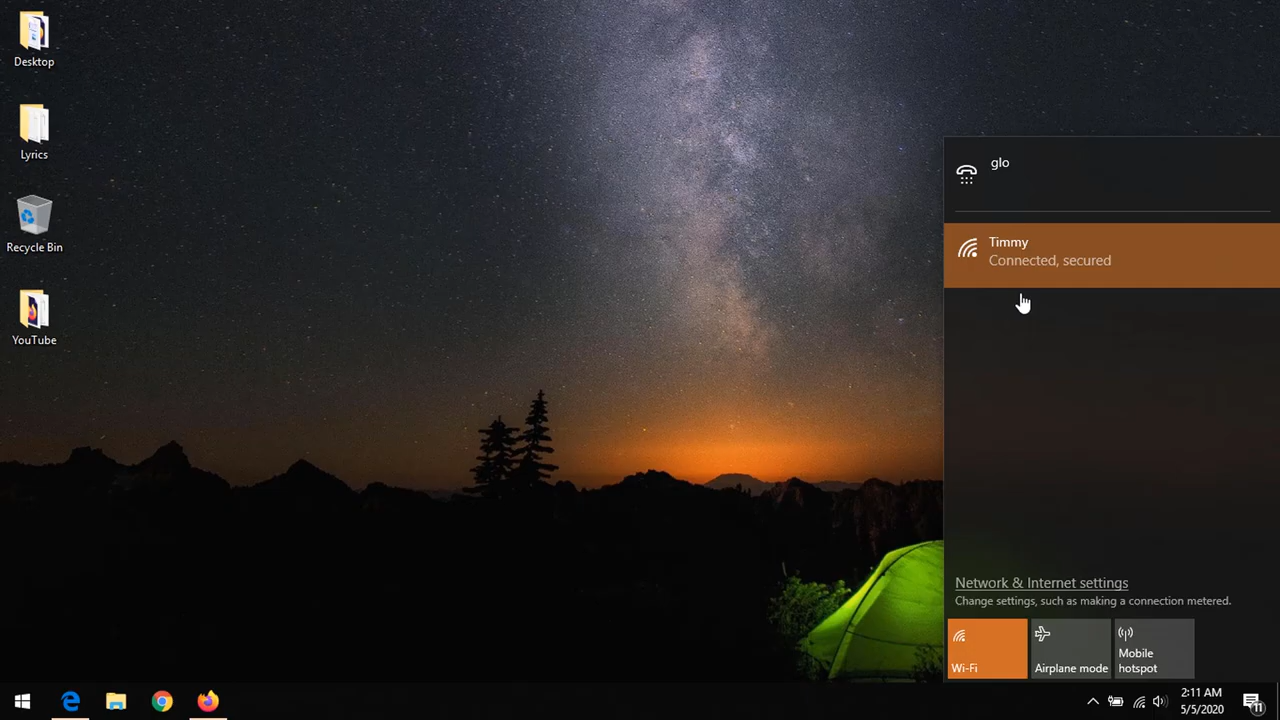 Desktop
Lyrics
Recycle Bin
YouTube
glo
Timmy
Connected, secured
Network & Internet settings
Change settings, such as making a connection metered.
Wi-Fi
Airplane mode
Mobile
hotspot
2:11 AM
5/5/2020
11